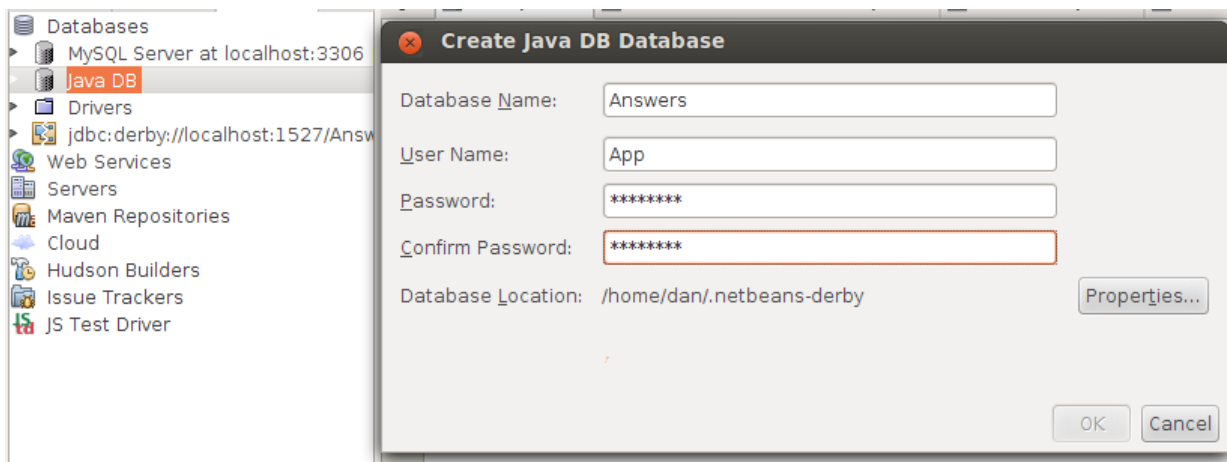 Databases
MySQL Server at localhost:3306
Java DB
Drivers
jdbc:derby://localhost:1527/Answ
Web Services
Servers
Maven Repositories
Cloud
Hudson Builders
Issue Trackers
JS Test Driver
Create Java DB Database
Database Name: Answers
User Name: App
Password: ********
Confirm Password: ********
Database Location: /home/dan/.netbeans-derby Properties...
OK Cancel